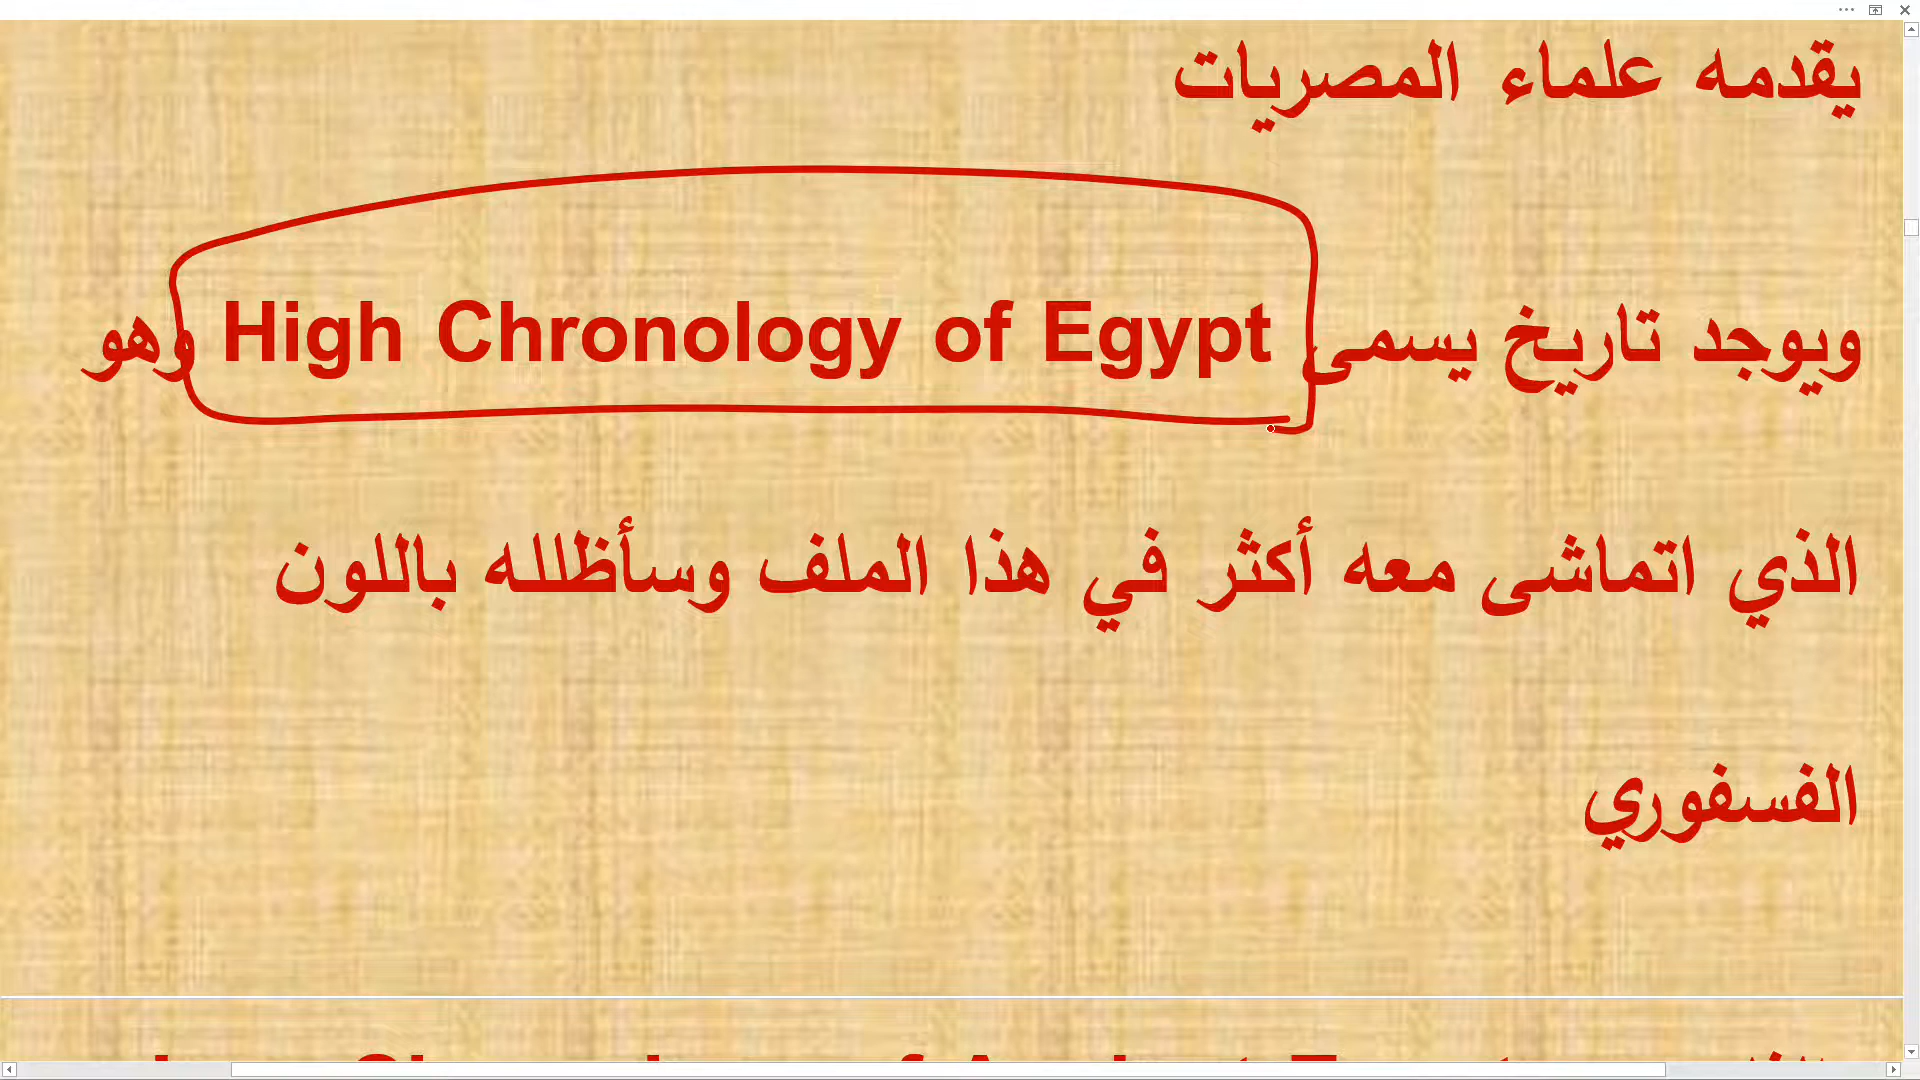 يقدمه علماء المصريات
ويوجد تاريخ يسمى High Chronology of Egypt وهو
الذي اتماشى معه أكثر في هذا الملف وسأظلله باللون
الفسفوري